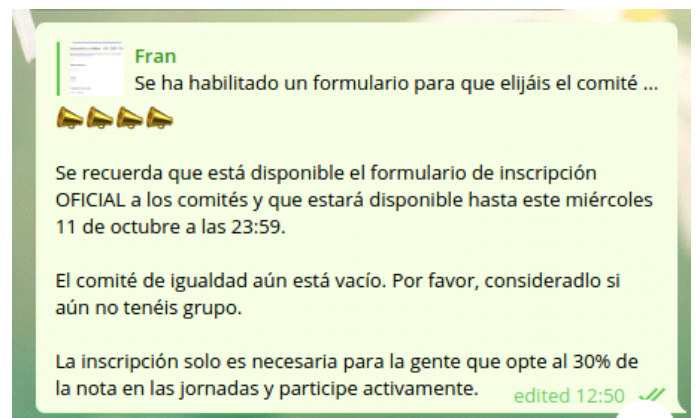 Fran
Se ha habilitado un formulario para que elijáis el comité ...
Se recuerda que está disponible el formulario de inscripción
OFICIAL a los comités y que estará disponible hasta este miércoles
11 de octubre a las 23:59.
El comité de igualdad aún está vacío. Por favor, consideradlo si
aún no tenéis grupo.
La inscripción solo es necesaria para la gente que opte al 30% de
la nota en las jornadas y participe activamente.
edited 12:50